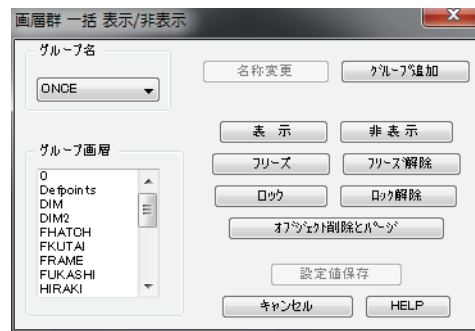 画層群 一括 表示/非表示
グループ名
ONCE
名称変更
ｸﾞﾙｰﾌﾟ追加
グループ画層
0
Defpoints
DIM
DIM2
FHATCH
FKUTAI
FRAME
FUKASHI
HIRAKI
表 示
非 表 示
フリーズ
ﾌﾘｰｽﾞ解除
ロック
ﾛｯｸ解除
ｵﾌﾞｼﾞｪｸﾄ削除とﾊﾟｰｼﾞ
設定値保存
キャンセル
HELP